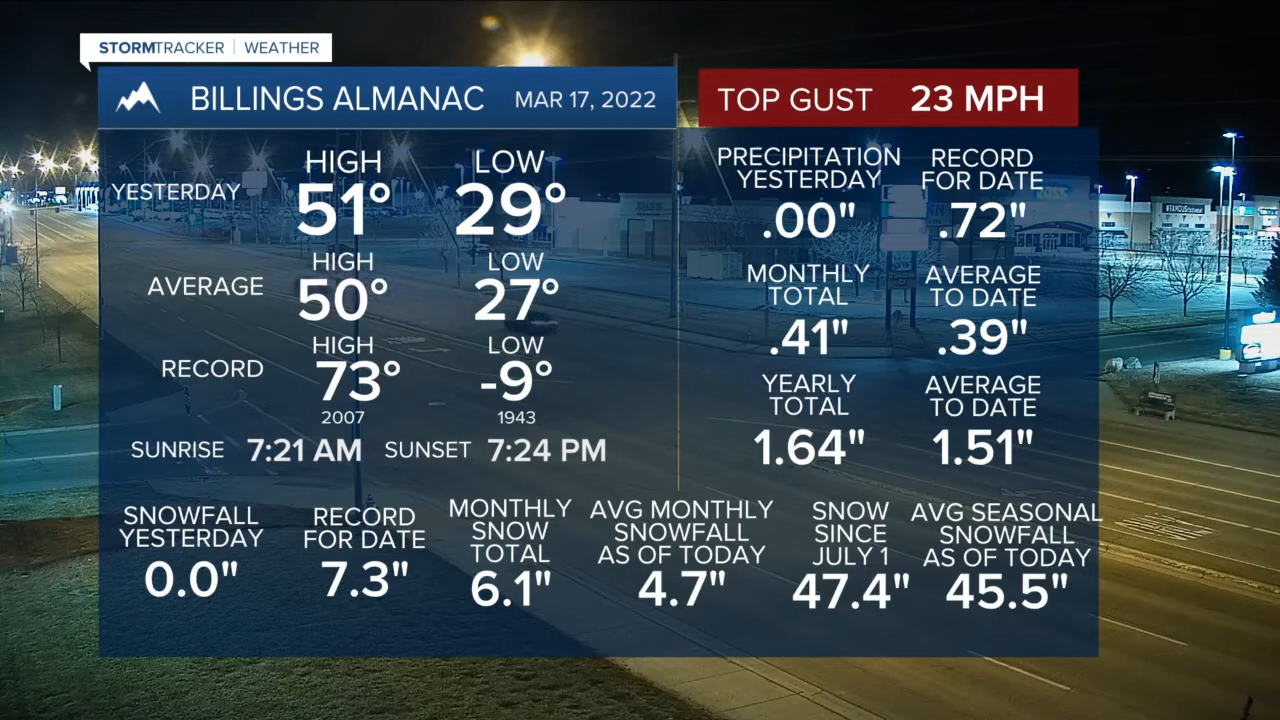 STORMTRACKER | WEATHER
BILLINGS ALMANAC MAR 17, 2022
TOP GUST 23 MPH
HIGH LOW
YESTERDAY 51° 29°
HIGH LOW
AVERAGE 50° 27°
HIGH LOW
RECORD 73° -9°
2007 1943
SUNRISE 7:21 AM SUNSET 7:24 PM
PRECIPITATION
YESTERDAY
.00"
RECORD
FOR DATE
.72"
MONTHLY
TOTAL
.41"
AVERAGE
TO DATE
.39"
YEARLY
TOTAL
1.64"
AVERAGE
TO DATE
1.51"
SNOWFALL
YESTERDAY
0.0"
RECORD
FOR DATE
7.3"
MONTHLY
SNOW
TOTAL
6.1"
AVG MONTHLY
SNOWFALL
AS OF TODAY
4.7"
SNOW
SINCE
JULY 1
47.4"
AVG SEASONAL
SNOWFALL
AS OF TODAY
45.5"